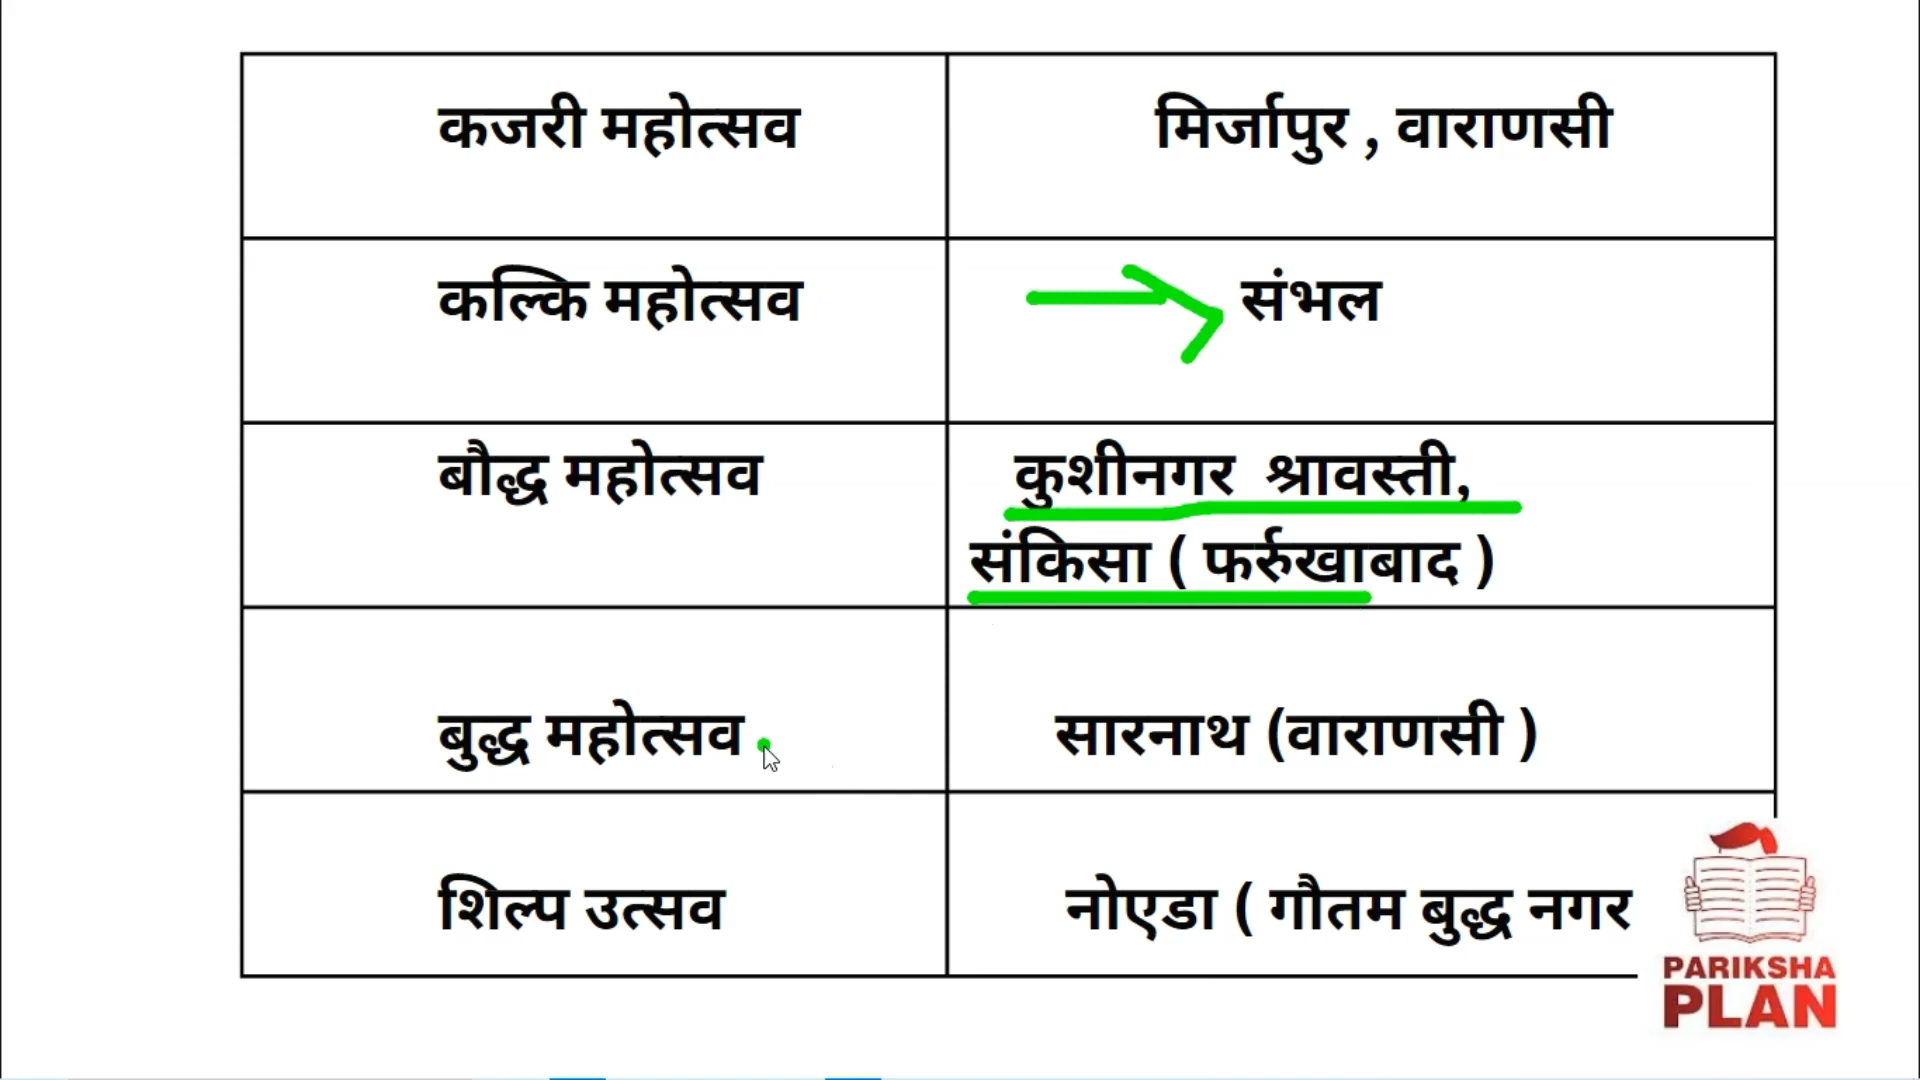 कजरी महोत्सव
मिर्जापुर , वाराणसी
कल्कि महोत्सव
संभल
बौद्ध महोत्सव
कुशीनगर श्रावस्ती,
संकिसा ( फर्रुखाबाद )
बुद्ध महोत्सव
सारनाथ (वाराणसी )
शिल्प उत्सव
नोएडा ( गौतम बुद्ध नगर
PARIKSHA
PLAN